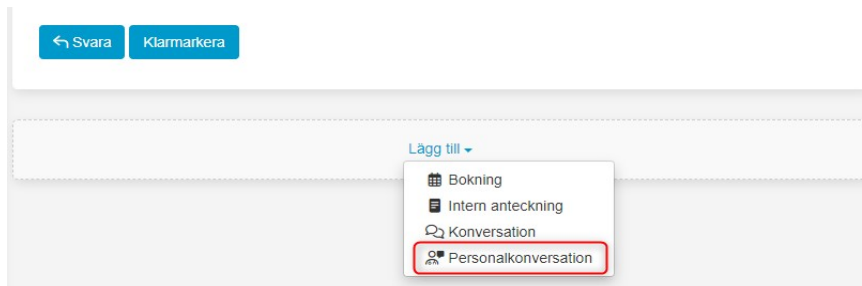 Svara Klarmarkera
Lägg till
Bokning
Intern anteckning
Konversation
Personalkonversation